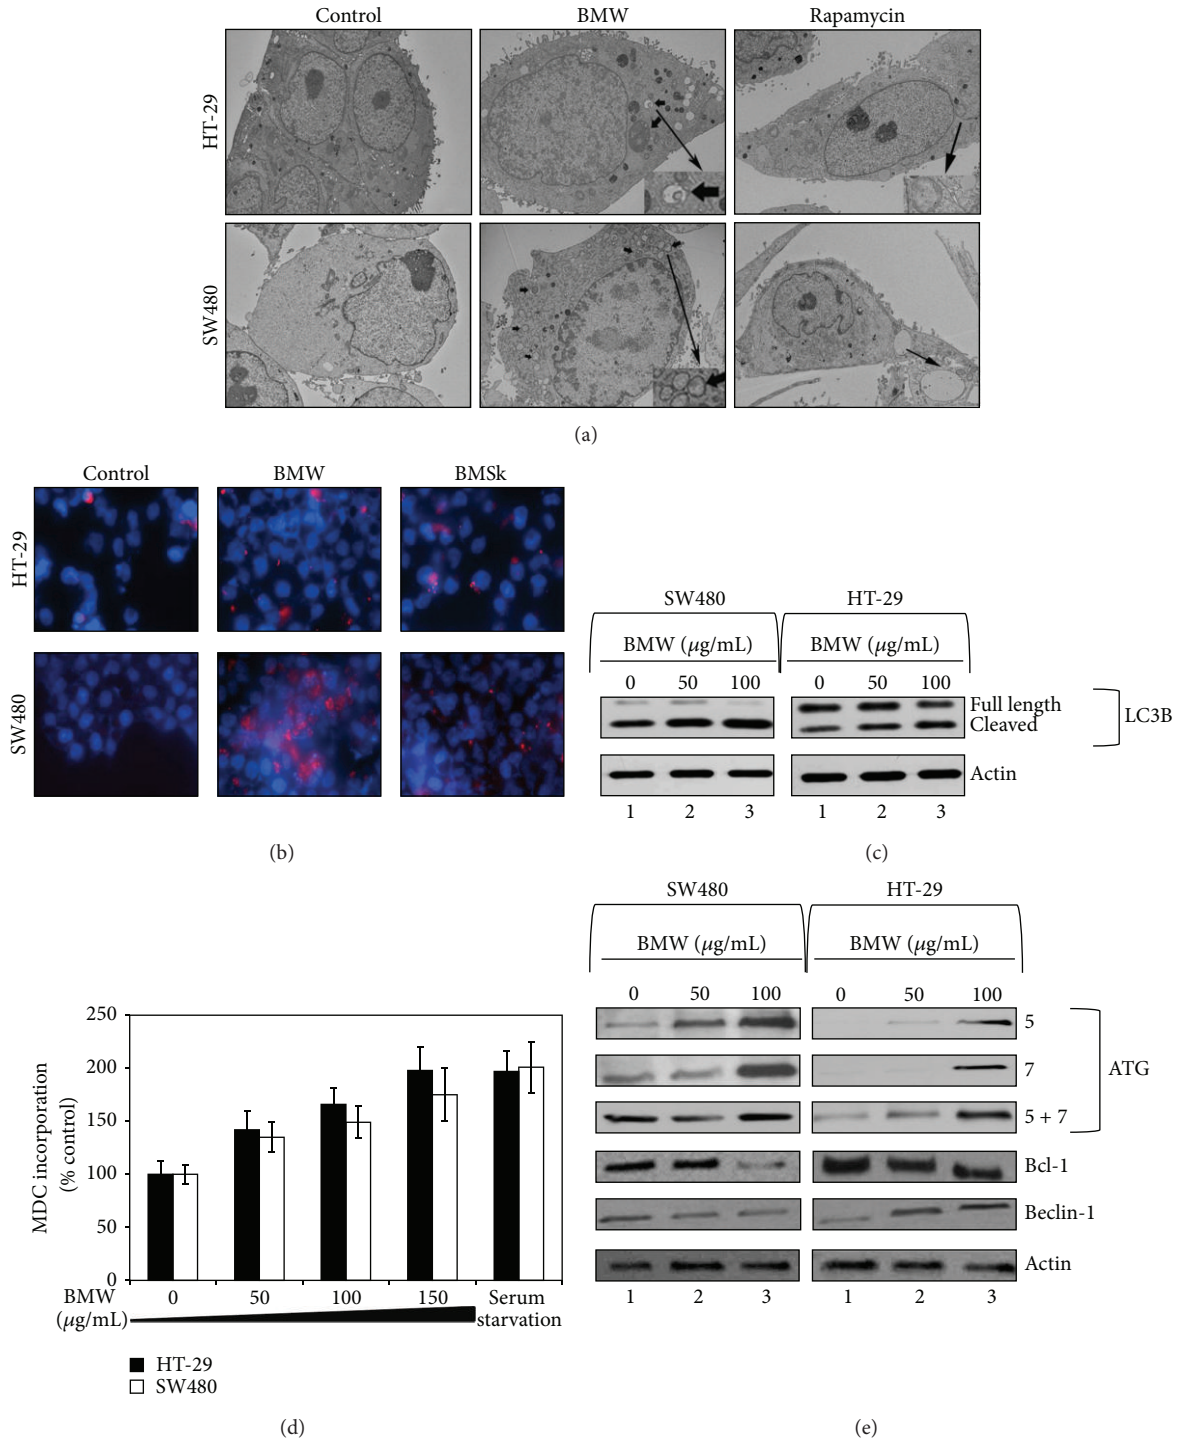 Control BMW Rapamycin
HT-29
SW480
(a)
Control BMW BMSk
HT-29
SW480
(b)
SW480 HT-29
BMW (μg/mL) BMW (μg/mL)
0 50 100 0 50 100
Full length
Cleaved
LC3B
Actin
1 2 3 1 2 3
(c)
MDC incorporation
(% control)
250
200
150
100
50
0
BMW
(μg/mL)
0 50 100 150 Serum
starvation
HT-29
SW480
(d)
SW480 HT-29
BMW (μg/mL) BMW (μg/mL)
0 50 100 0 50 100
5
7
5 + 7
ATG
Bcl-1
Beclin-1
Actin
1 2 3 1 2 3
(e)